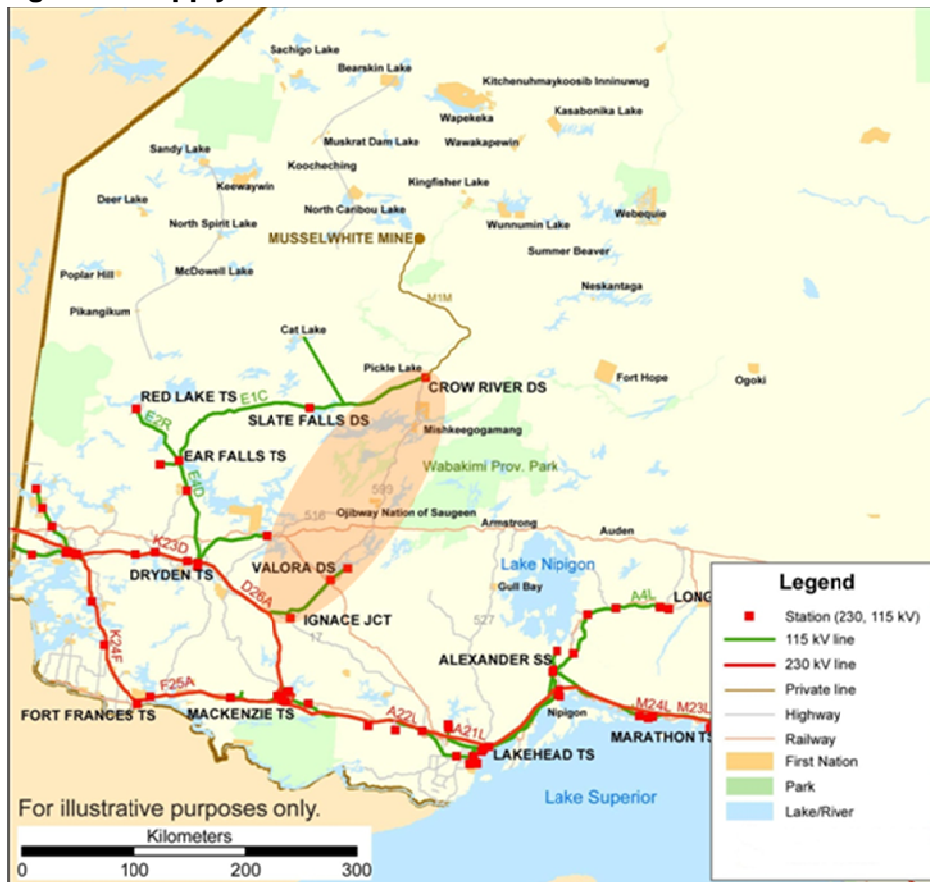 Sachigo Lake
Bearskin Lake
Kitchenuhmaykoosib Inninuwug
Wapekeka
Kasabonika Lake
Muskrat Dam Lake
Wawakapewin
Sandy Lake
Koocheching
Keewaywin
Kingfisher Lake
Deer Lake
North Caribou Lake
Webequie
North Spirit Lake
Wunnumin Lake
MUSSELWHITE MINE
Summer Beaver
Poplar Hill
McDowell Lake
Neskantaga
M1M
Pikangikum
Cat Lake
Pickle Lake
Fort Hope
Ogoki
CROW RIVER DS
RED LAKE TS
E1C
E2R
SLATE FALLS DS
Mishkeegogamang
EAR FALLS TS
Wabakimi Prov. Park
E4D
599
516
Ojibway Nation of Saugeen
Armstrong
Auden
K23D
DRYDEN TS
VALORA DS
Lake Nipigon
Gull Bay
D26A
IGNACE JCT
17
527
A4L
LONG
K24F
ALEXANDER SS
F25A
FORT FRANCES TS
MACKENZIE TS
A22L
A21L
Nipigon
M24L
M23L
MARATHON TS
LAKEHEAD TS
Lake Superior
For illustrative purposes only.
Kilometers
0 100 200 300
Legend
Station (230, 115 kV)
115 kV line
230 kV line
Private line
Highway
Railway
First Nation
Park
Lake/River